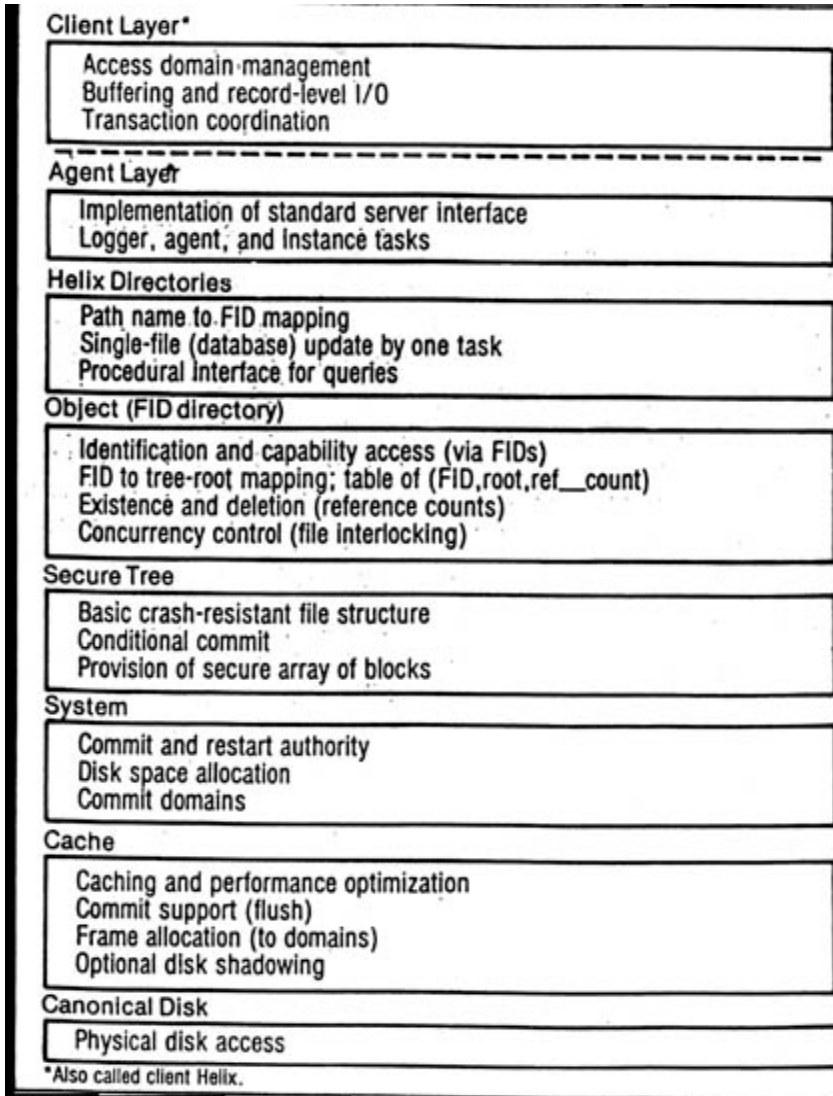 Client Layer*
Access domain management
Buffering and record-level I/O
Transaction coordination
Agent Layer
Implementation of standard server interface
Logger, agent, and instance tasks
Helix Directories
Path name to FID mapping
Single-file (database) update by one task
Procedural interface for queries
Object (FID directory)
Identification and capability access (via FIDs)
FID to tree-root mapping; table of (FID,root,ref__count)
Existence and deletion (reference counts)
Concurrency control (file interlocking)
Secure Tree
Basic crash-resistant file structure
Conditional commit
Provision of secure array of blocks
System
Commit and restart authority
Disk space allocation
Commit domains
Cache
Caching and performance optimization
Commit support (flush)
Frame allocation (to domains)
Optional disk shadowing
Canonical Disk
Physical disk access
*Also called client Helix.